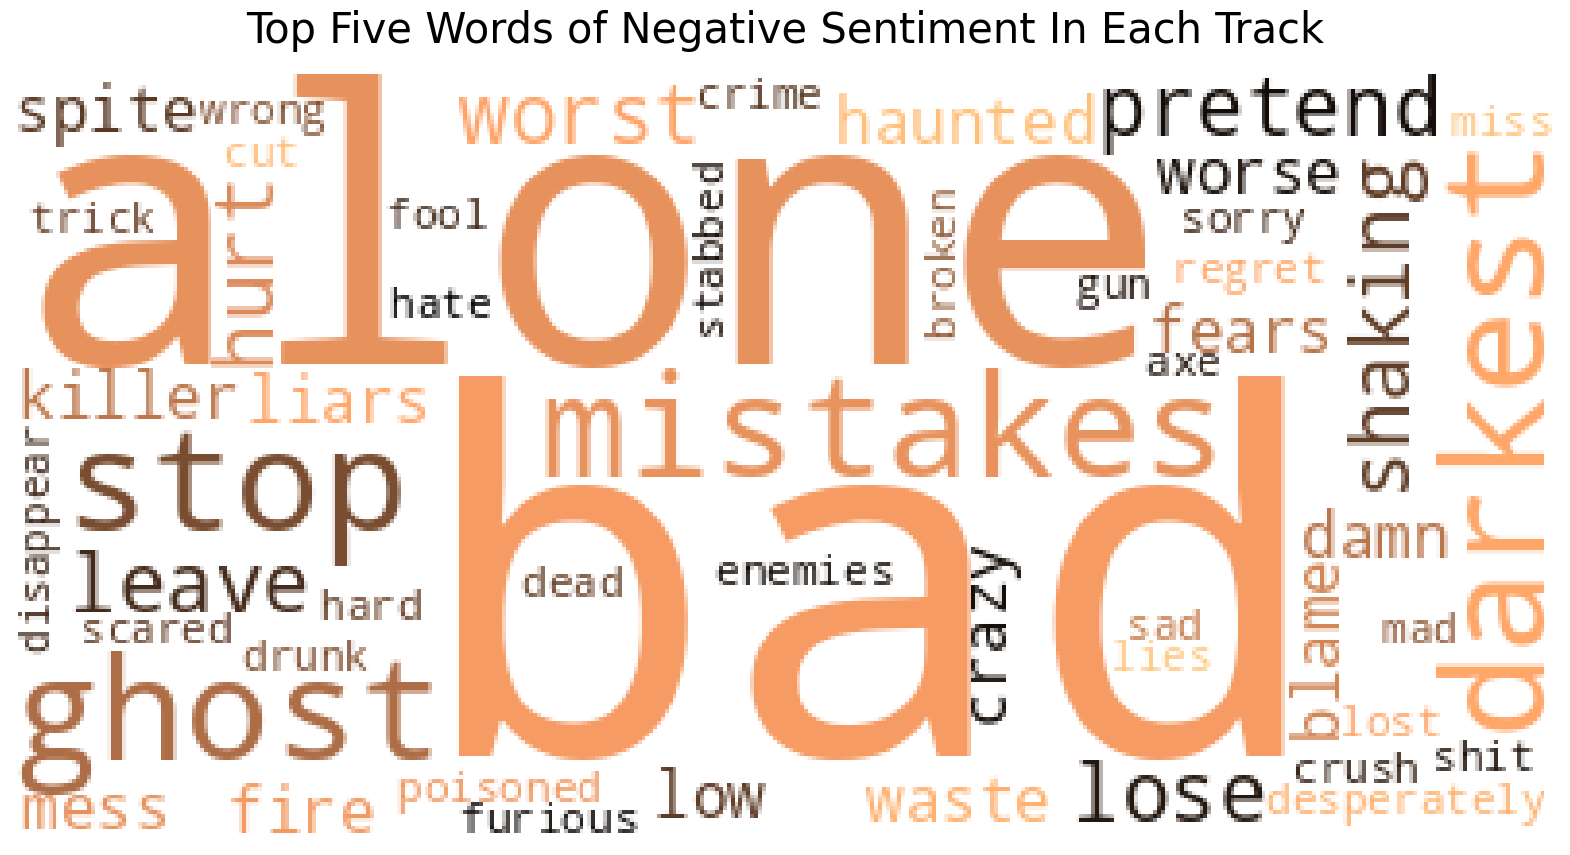 Top Five Words of Negative Sentiment In Each Track
spite
wrong
worst
crime
haunted
pretend
miss
cut
alone
worse
trick
hurt
fool
stabbed
broken
sorry
shaking
darkest
hate
gun
regret
fears
axe
killer
liars
mistakes
disappear
stop
bad
damn
leave
hard
dead
enemies
crazy
scared
sad
mad
drunk
lies
blamed
ghost
lost
mess
fire
poisoned
furious
low
waste
lose
crush
shit
desperately